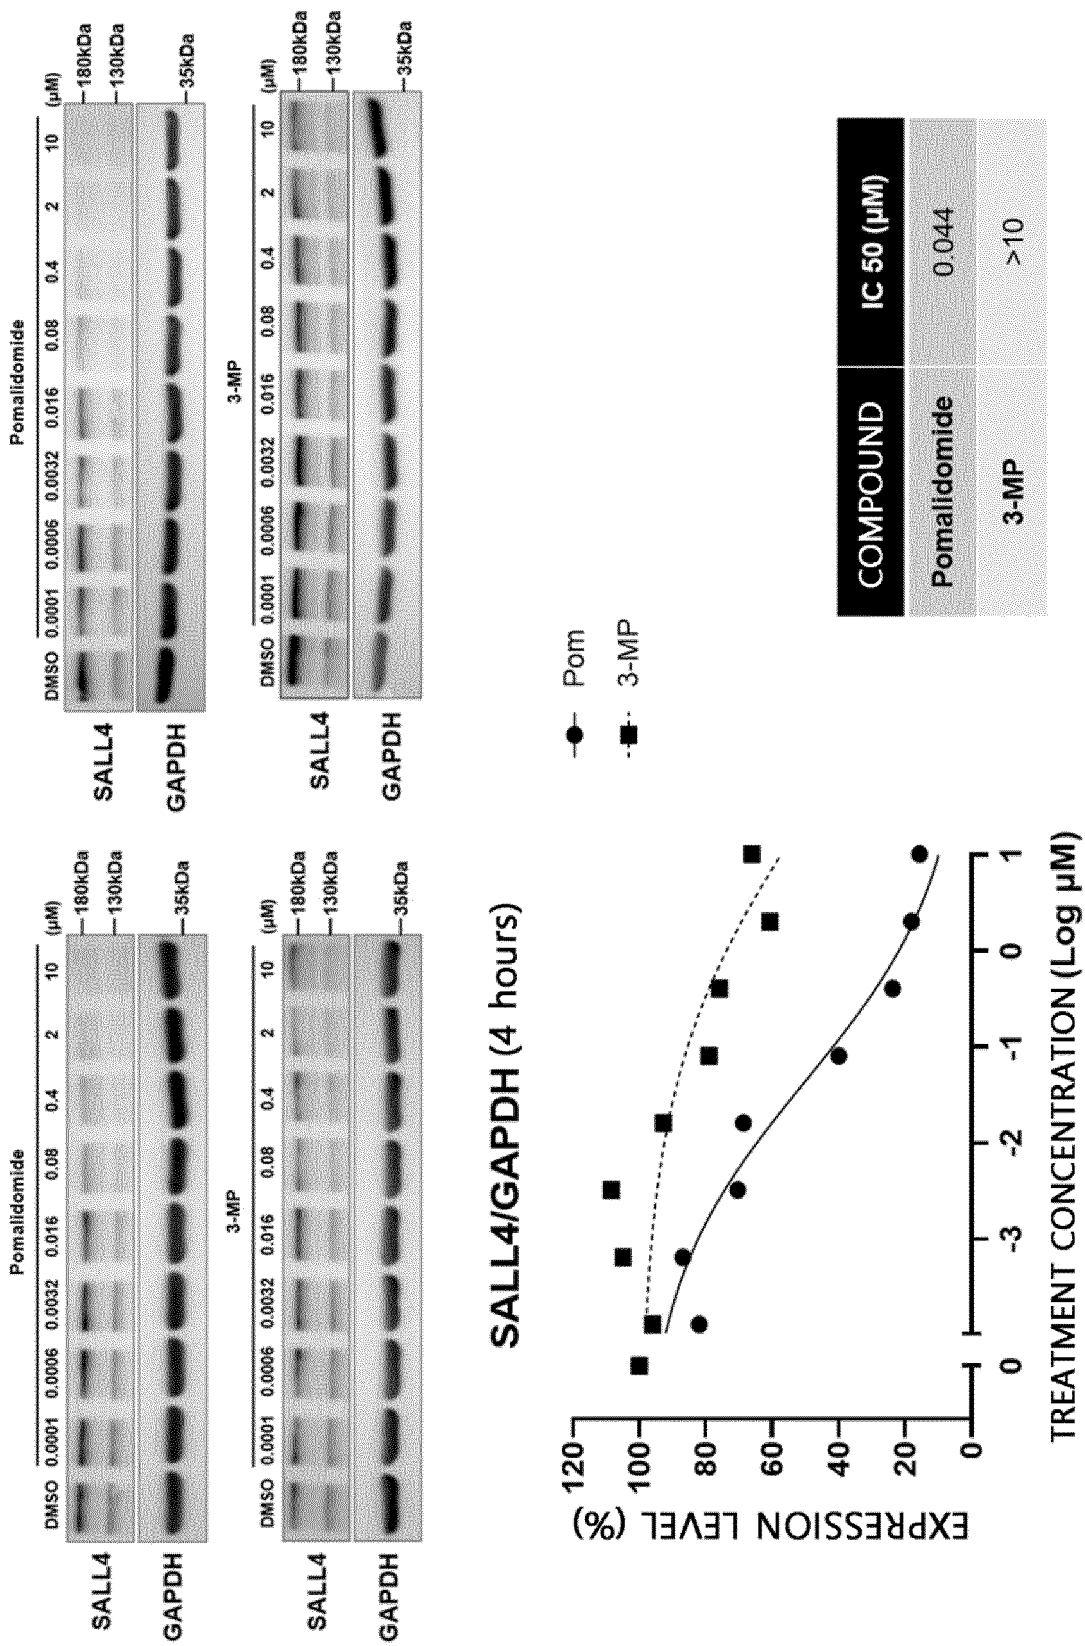 Pomalidomide
DMSO 0.0001 0.0006 0.0032 0.016 0.08 0.4 2 10 (µM)
SALL4 180kDa
130kDa
GAPDH 35kDa
3-MP
DMSO 0.0001 0.0006 0.0032 0.016 0.08 0.4 2 10 (µM)
SALL4 180kDa
130kDa
GAPDH 35kDa
Pomalidomide
DMSO 0.0001 0.0006 0.0032 0.016 0.08 0.4 2 10 (µM)
SALL4 180kDa
130kDa
GAPDH 35kDa
3-MP
DMSO 0.0001 0.0006 0.0032 0.016 0.08 0.4 2 10 (µM)
SALL4 180kDa
130kDa
GAPDH 35kDa
SALL4/GAPDH (4 hours)
EXPRESSION LEVEL (%)
120
100
80
60
40
20
0
0 -3 -2 -1 0 1
TREATMENT CONCENTRATION (Log µM)
Pom
3-MP
COMPOUND IC 50 (µM)
Pomalidomide 0.044
3-MP >10